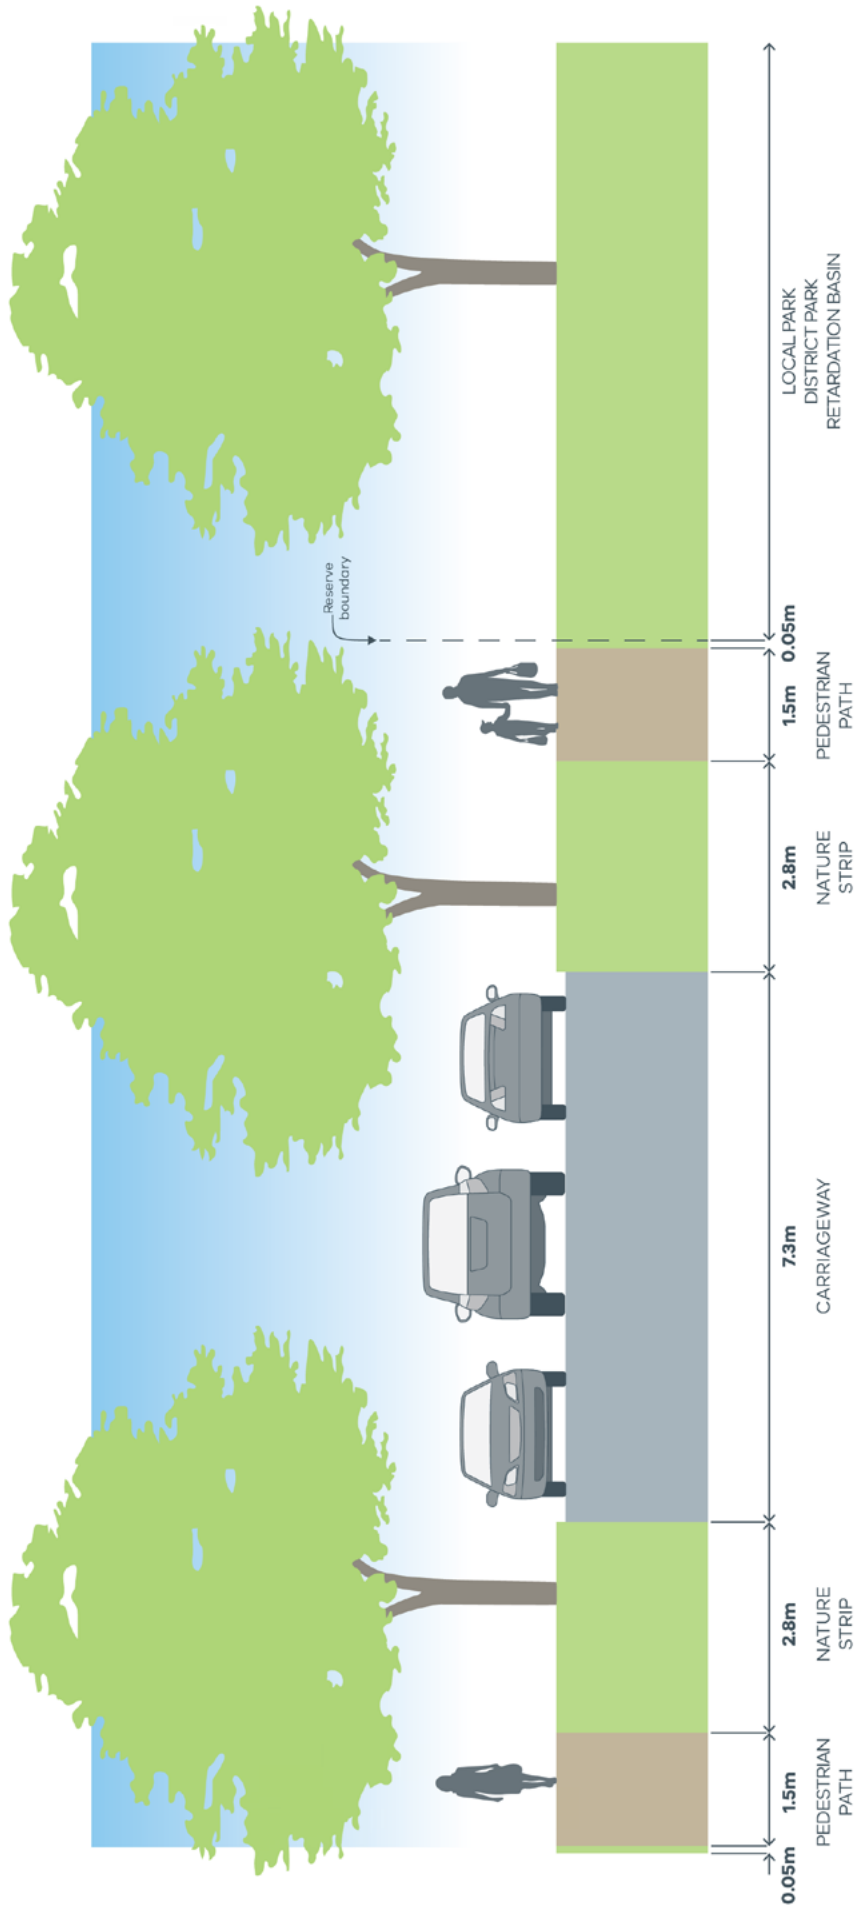 Reserve
boundary
0.05m
1.5m
2.8m
7.3m
2.8m
1.5m
0.05m
PEDESTRIAN
PATH
NATURE
STRIP
CARRIAGEWAY
NATURE
STRIP
PEDESTRIAN
PATH
LOCAL PARK
DISTRICT PARK
RETARDATION BASIN